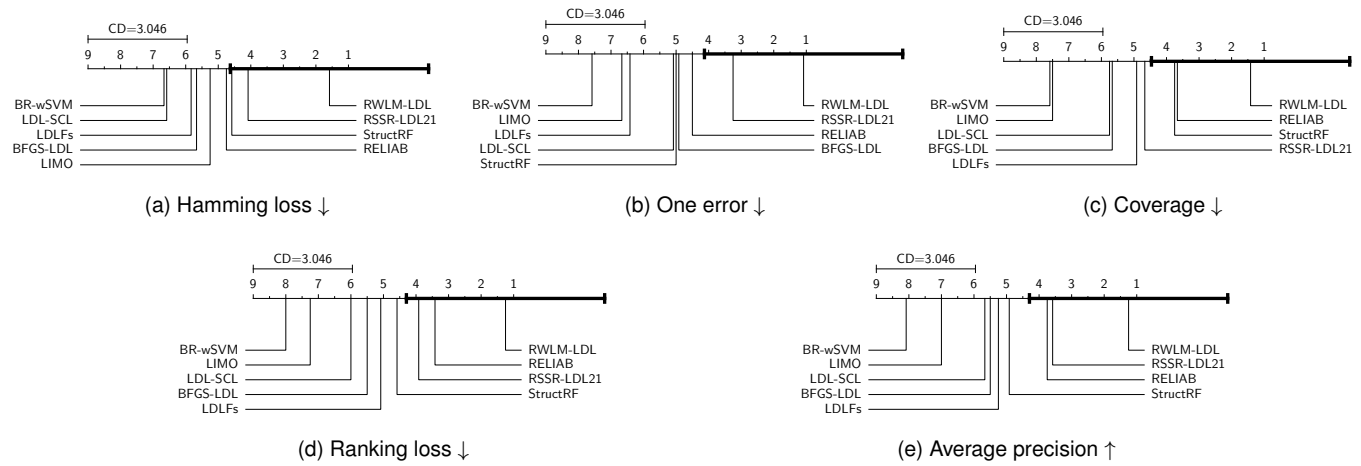 CD=3.046
9 8 7 6 5 4 3 2 1
BR-wSVM
LDL-SCL
LDLFs
BFGS-LDL
LIMO
RWLM-LDL
RSSR-LDL21
StructRF
RELIAB
(a) Hamming loss ↓
CD=3.046
9 8 7 6 5 4 3 2 1
BR-wSVM
LIMO
LDLFs
LDL-SCL
StructRF
RWLM-LDL
RSSR-LDL21
RELIAB
BFGS-LDL
(b) One error ↓
CD=3.046
9 8 7 6 5 4 3 2 1
BR-wSVM
LIMO
LDL-SCL
BFGS-LDL
LDLFs
RWLM-LDL
RELIAB
StructRF
RSSR-LDL21
(c) Coverage ↓
CD=3.046
9 8 7 6 5 4 3 2 1
BR-wSVM
LIMO
LDL-SCL
BFGS-LDL
LDLFs
RWLM-LDL
RELIAB
RSSR-LDL21
StructRF
(d) Ranking loss ↓
CD=3.046
9 8 7 6 5 4 3 2 1
BR-wSVM
LIMO
LDL-SCL
BFGS-LDL
LDLFs
RWLM-LDL
RSSR-LDL21
RELIAB
StructRF
(e) Average precision ↑